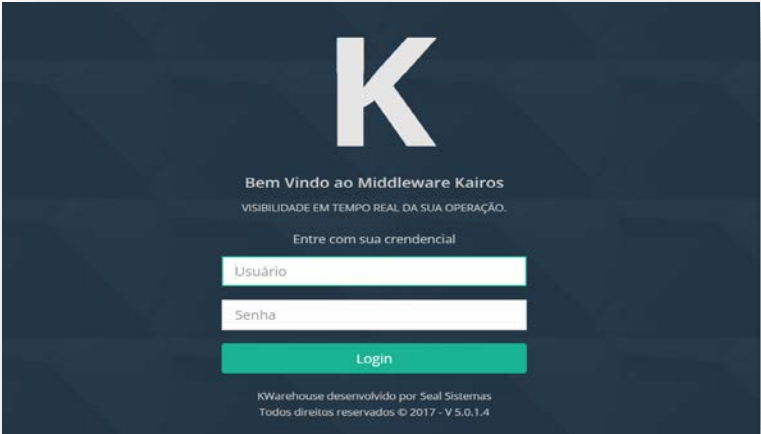 K
Bem Vindo ao Middleware Kairos
VISIBILIDADE EM TEMPO REAL DA SUA OPERAÇÃO.
Entre com sua crendencial
Usuário
Senha
Login
KWarehouse desenvolvido por Seal Sistemas
Todos direitos reservados © 2017 - V 5.0.1.4